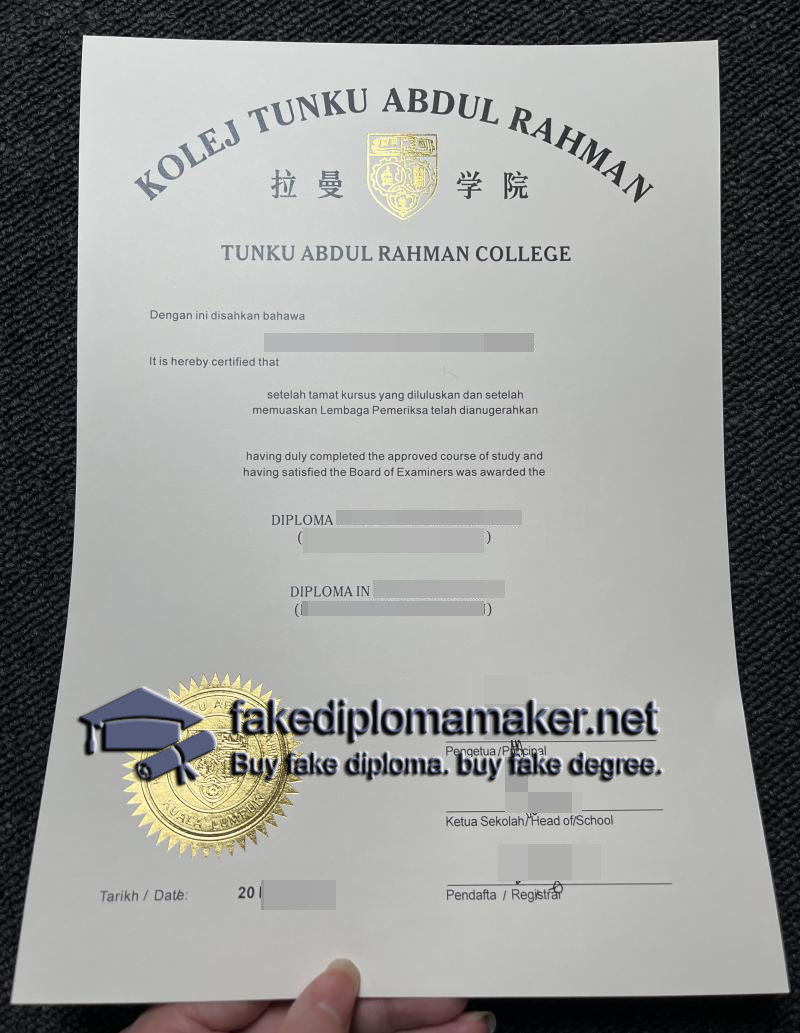 KOLEJ TUNKU ABDUL RAHMAN
拉曼 学院
TUNKU ABDUL RAHMAN COLLEGE
Dengan ini disahkan bahawa
It is hereby certified that
setelah tamat kursus yang diluluskan dan setelah
memuaskan Lembaga Pemeriksa telah dianugerahkan
having duly completed the approved course of study and
having satisfied the Board of Examiners was awarded the
DIPLOMA
( )
DIPLOMA IN
( )
fakediplomamaker.net
Pengetua/Principal
Buy fake diploma. buy fake degree.
KUALA LUMPUR
Ketua Sekolah/Head of/School
Tarikh / Date: 20
Pendafta / Registrar